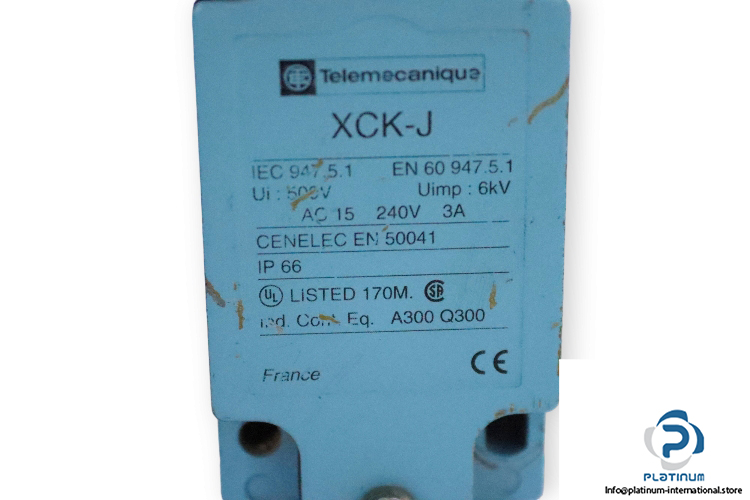 Telemecanique
XCK-J
IEC 947.5.1 EN 60 947.5.1
Ui : 500V Uimp : 6kV
AC 15 240V 3A
CENELEC EN 50041
IP 66
UL LISTED 170M. SA
Ind. Cont. Eq. A300 Q300
France CE
PLATINUM
Info@platinum-international.store